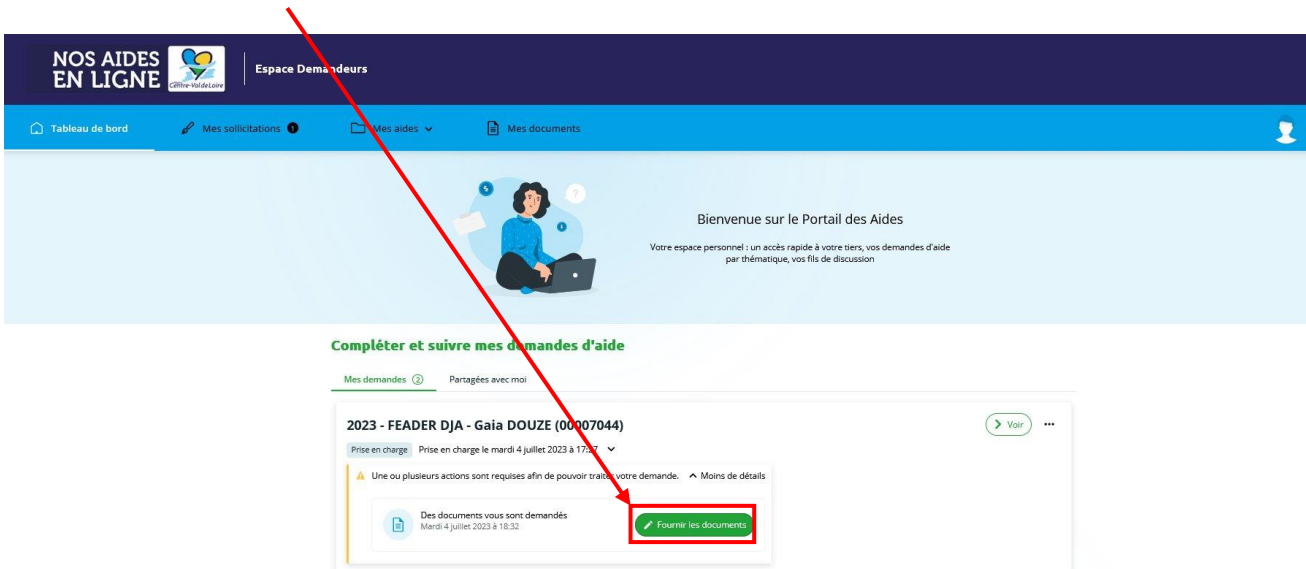 NOS AIDES
EN LIGNE
Centre-Val de Loire
Espace Demandeurs
Tableau de bord
Mes sollicitations 1
Mes aides
Mes documents
Bienvenue sur le Portail des Aides
Votre espace personnel : un accès rapide à votre tiers, vos demandes d'aide
par thématique, vos fils de discussion
Compléter et suivre mes demandes d'aide
Mes demandes 2
Partagées avec moi
2023 - FEADER DJA - Gaia DOUZE (00007044)
Voir
Prise en charge Prise en charge le mardi 4 juillet 2023 à
Une ou plusieurs actions sont requises afin de pouvoir traiter votre demande. Moins de détails
Des documents vous sont demandés
Mardi 4 juillet 2023 à 18:32
Fournir les documents